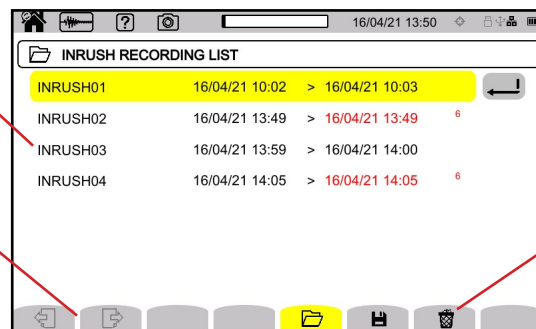 ? 16/04/21 13:50
INRUSH RECORDING LIST
INRUSH01 16/04/21 10:02 > 16/04/21 10:03
INRUSH02 16/04/21 13:49 > 16/04/21 13:49 6
INRUSH03 16/04/21 13:59 > 16/04/21 14:00
INRUSH04 16/04/21 14:05 > 16/04/21 14:05 6